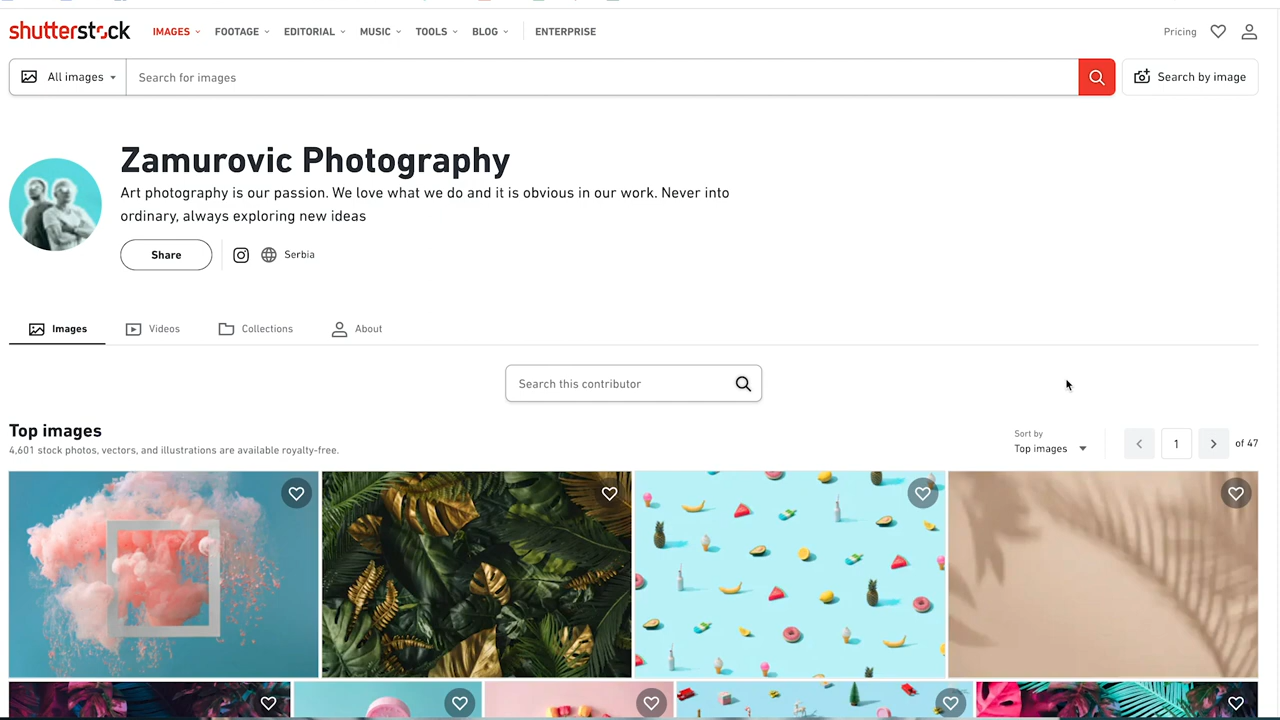 shutterstock IMAGES FOOTAGE EDITORIAL MUSIC TOOLS BLOG ENTERPRISE Pricing
All images Search for images Search by image
Zamurovic Photography
Art photography is our passion. We love what we do and it is obvious in our work. Never into
ordinary, always exploring new ideas
Share Serbia
Images Videos Collections About
Search this contributor
Top images
4,601 stock photos, vectors, and illustrations are available royalty-free.
Sort by
Top images
1 of 47